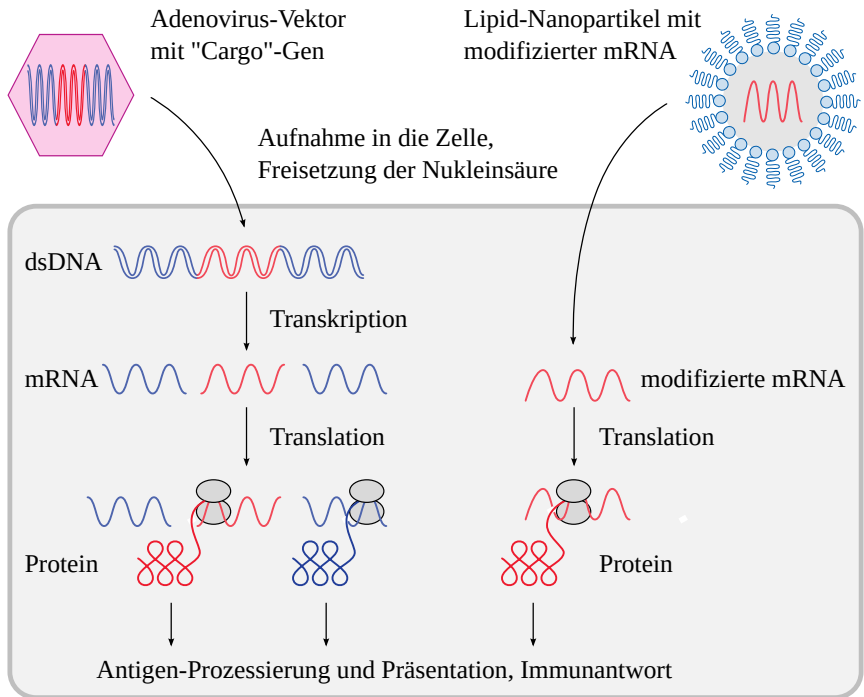 Adenovirus-Vektor
mit "Cargo"-Gen
Lipid-Nanopartikel mit
modifizierter mRNA
Aufnahme in die Zelle,
Freisetzung der Nukleinsäure
dsDNA
Transkription
mRNA
modifizierte mRNA
Translation
Translation
Protein
Protein
Antigen-Prozessierung und Präsentation, Immunantwort